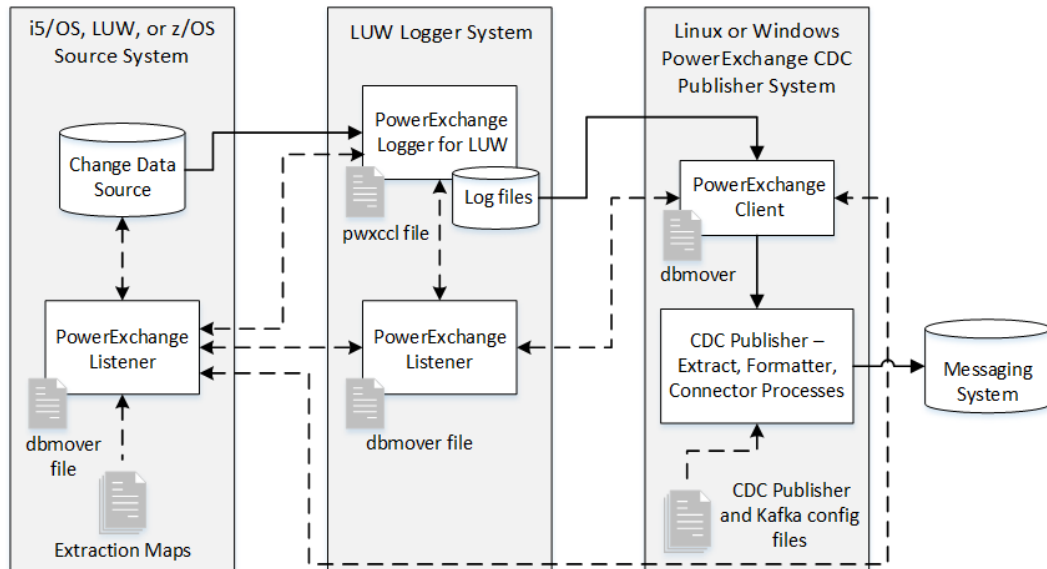 i5/OS, LUW, or z/OS
Source System
Change Data
Source
PowerExchange
Listener
dbmover
file
Extraction Maps
LUW Logger System
PowerExchange
Logger for LUW
Log files
pwxccl file
PowerExchange
Listener
dbmover file
Linux or Windows
PowerExchange CDC
Publisher System
PowerExchange
Client
dbmover
CDC Publisher –
Extract, Formatter,
Connector Processes
CDC Publisher
and Kafka config
files
Messaging
System